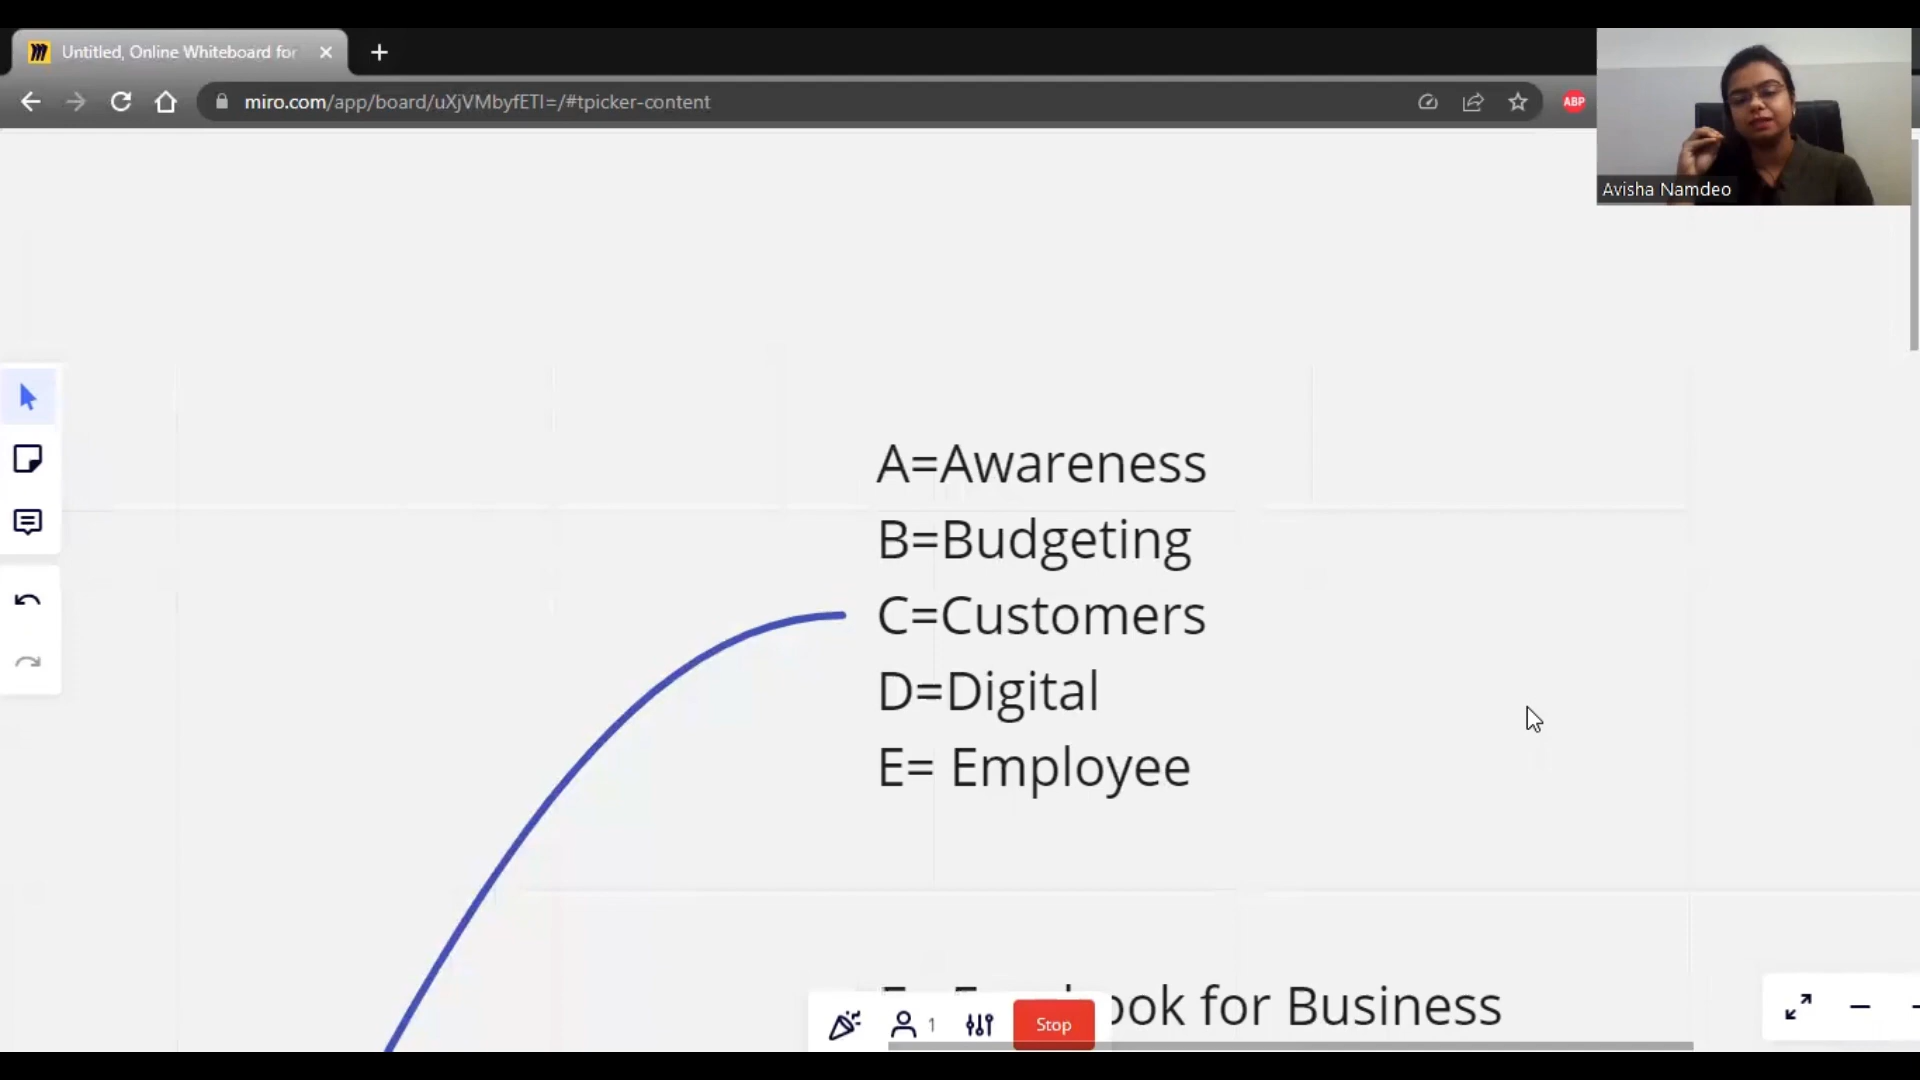 Untitled, Online Whiteboard for
miro.com/app/board/uXjVMbyfETI=/#tpicker-content
ABP
Avisha Namdeo
A=Awareness
B=Budgeting
C=Customers
D=Digital
E= Employee
for Business
1
Stop